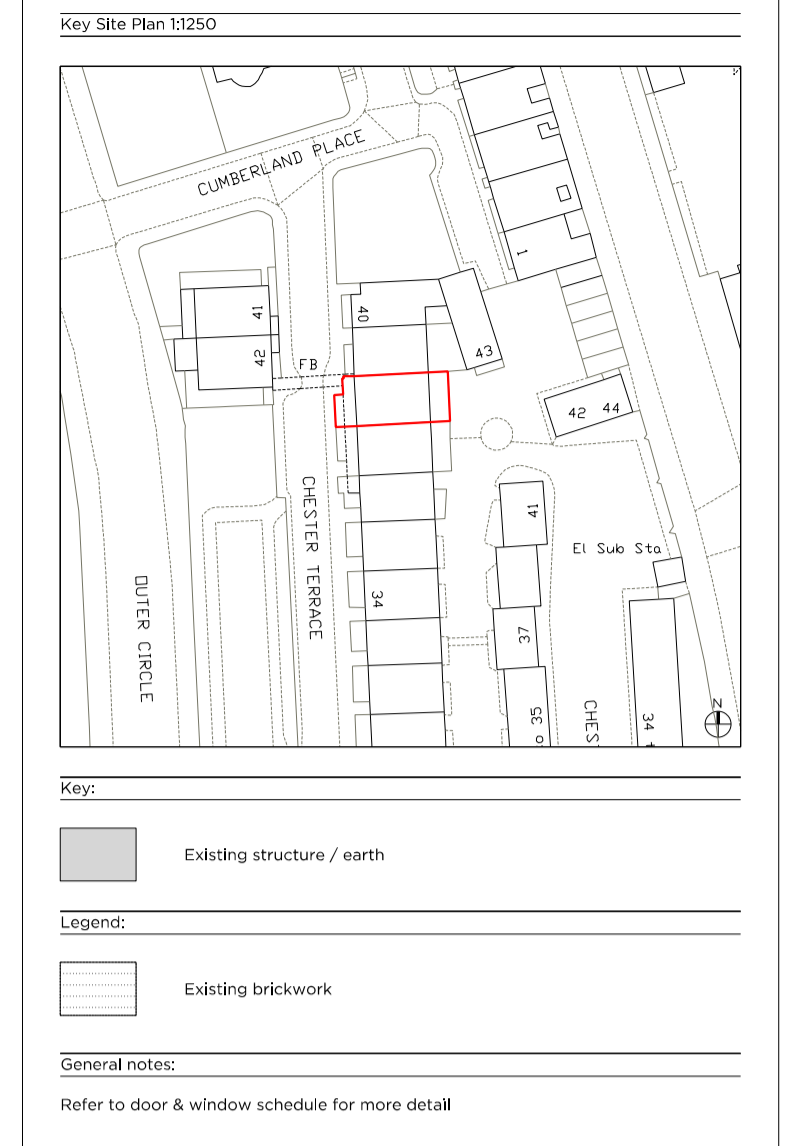 Key Site Plan 1:1250
CUMBERLAND PLACE
1
41
40
42
FB
43
42 44
CHESTER TERRACE
41
El Sub Sta
OUTER CIRCLE
34
37
35
CHES
34
N
Key:
Existing structure / earth
Legend:
Existing brickwork
General notes:
Refer to door & window schedule for more detail